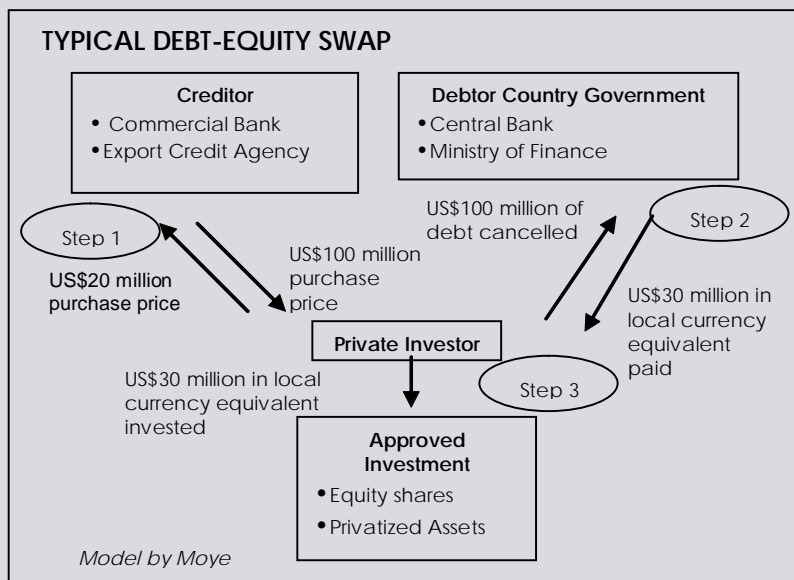 TYPICAL DEBT-EQUITY SWAP
Creditor
• Commercial Bank
• Export Credit Agency
Debtor Country Government
• Central Bank
• Ministry of Finance
Step 1
US$20 million
purchase price
US$100 million
purchase
price
US$100 million of
debt cancelled
Step 2
US$30 million in
local currency
equivalent
paid
Private Investor
US$30 million in local
currency equivalent
invested
Step 3
Approved
Investment
• Equity shares
• Privatized Assets
Model by Moye